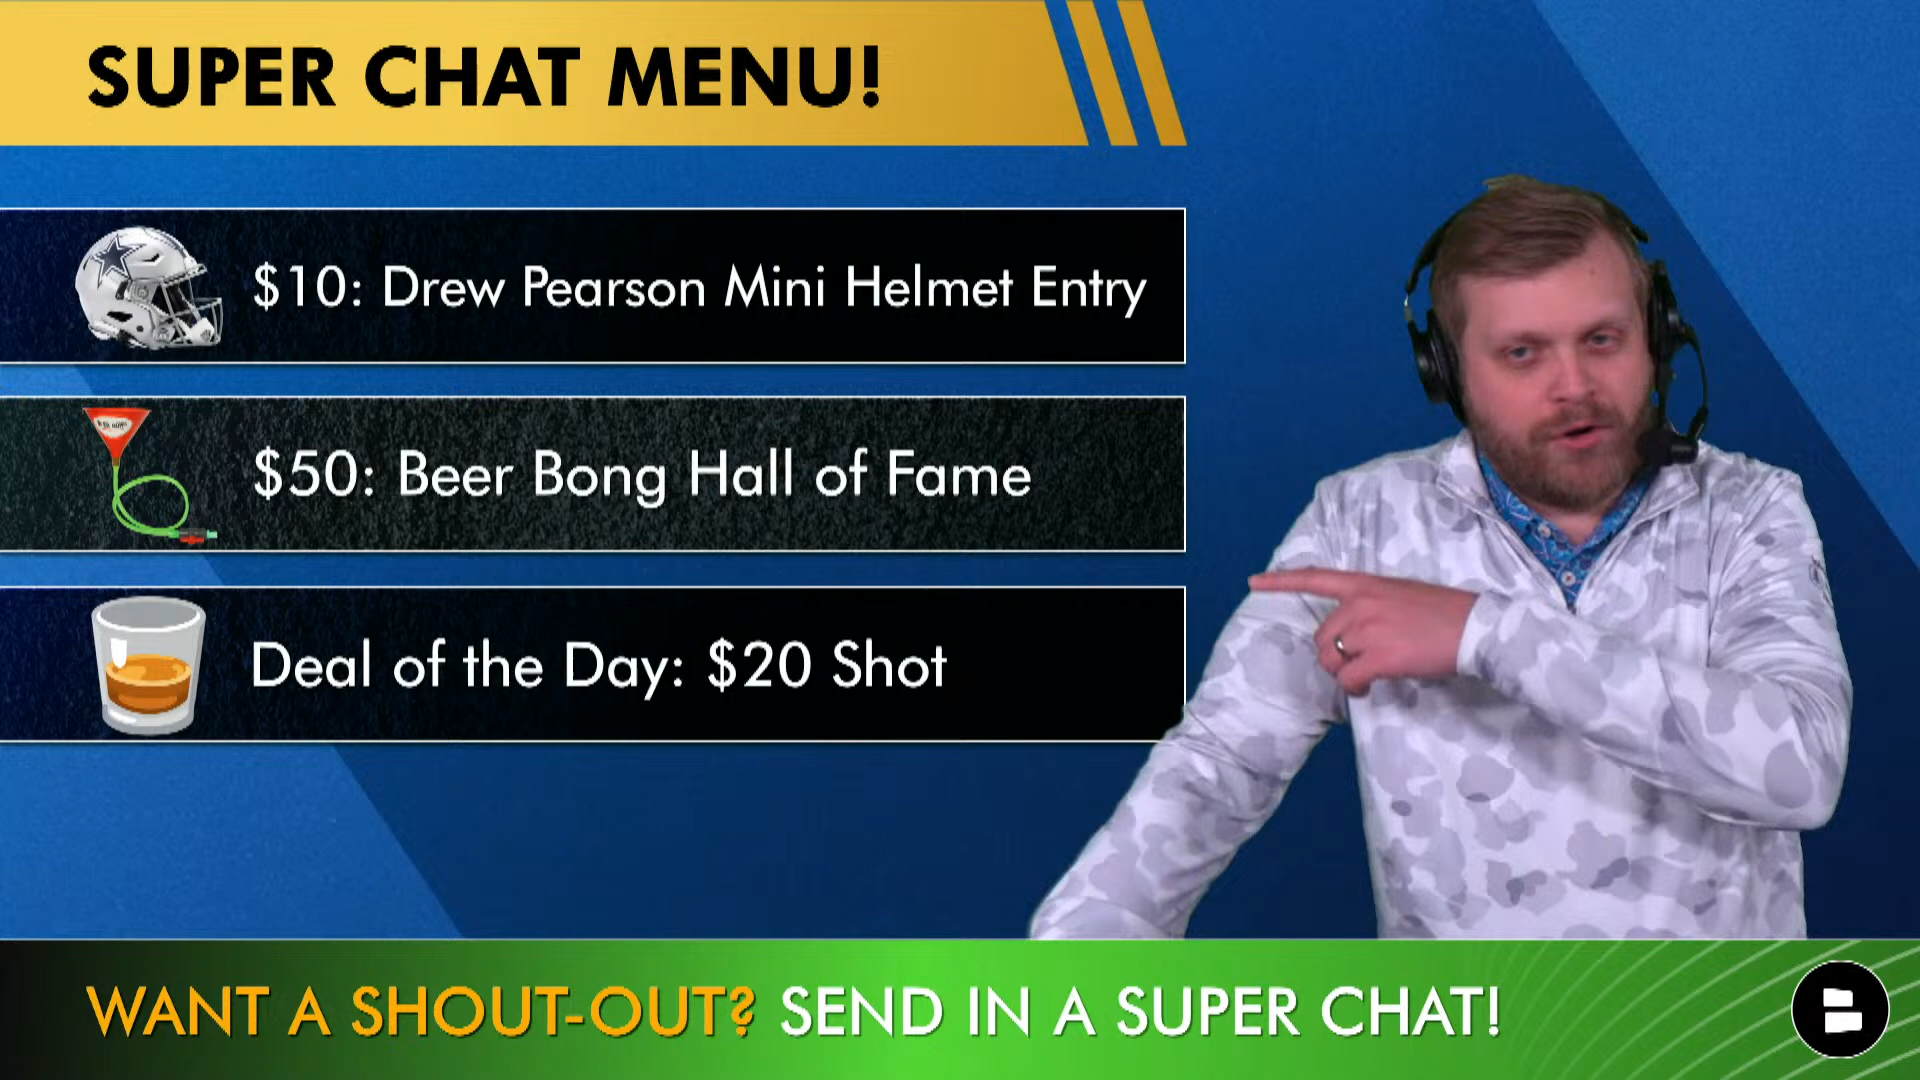 SUPER CHAT MENU!
$10: Drew Pearson Mini Helmet Entry
$50: Beer Bong Hall of Fame
Deal of the Day: $20 Shot
WANT A SHOUT-OUT? SEND IN A SUPER CHAT!